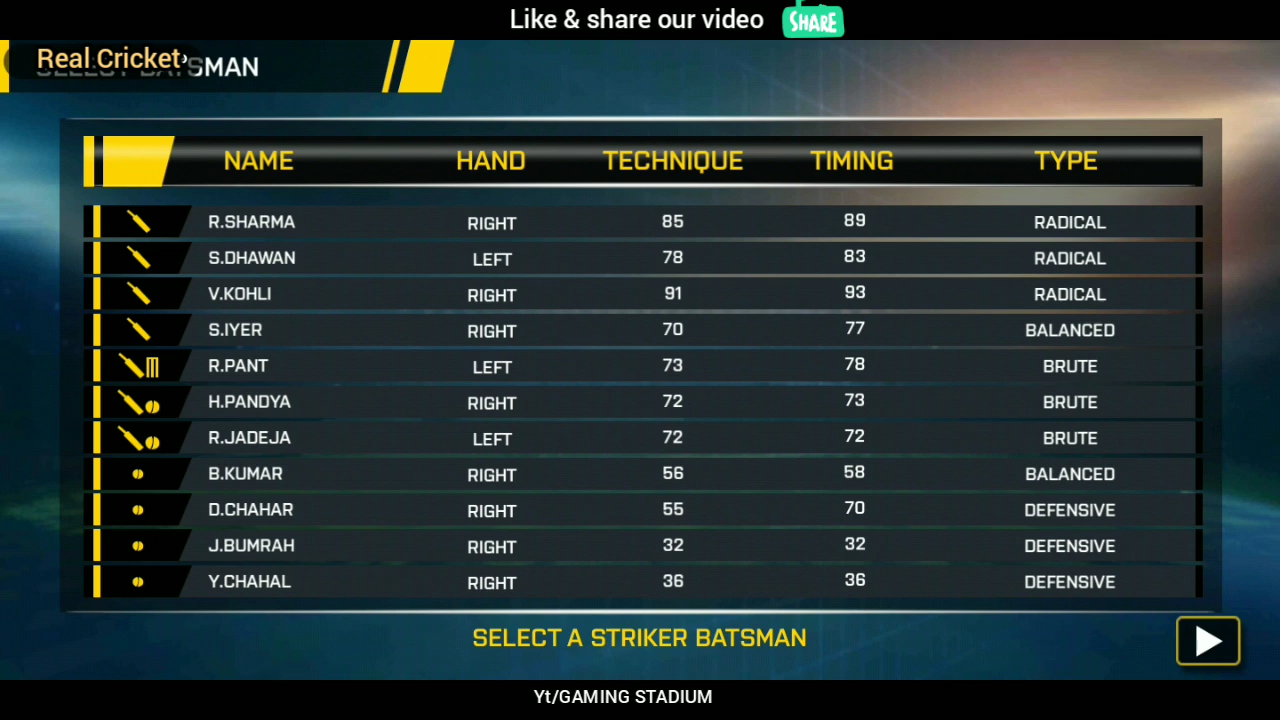 Like & share our video SHARE
Real Cricket
MAN
NAME HAND TECHNIQUE TIMING TYPE
R.SHARMA RIGHT 85 89 RADICAL
S.DHAWAN LEFT 78 83 RADICAL
V.KOHLI RIGHT 91 93 RADICAL
S.IYER RIGHT 70 77 BALANCED
R.PANT LEFT 73 78 BRUTE
H.PANDYA RIGHT 72 73 BRUTE
R.JADEJA LEFT 72 72 BRUTE
B.KUMAR RIGHT 56 58 BALANCED
D.CHAHAR RIGHT 55 70 DEFENSIVE
J.BUMRAH RIGHT 32 32 DEFENSIVE
Y.CHAHAL RIGHT 36 36 DEFENSIVE
SELECT A STRIKER BATSMAN
Yt/GAMING STADIUM